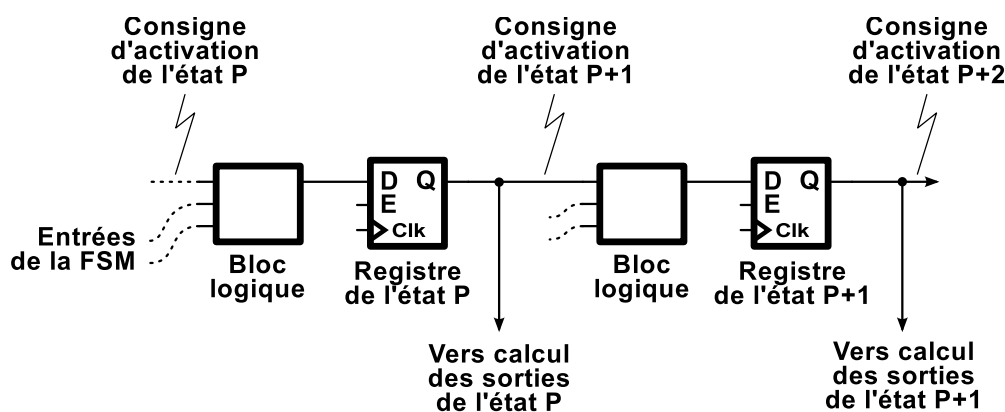 Consigne
d'activation
de l'état P
Consigne
d'activation
de l'état P+1
Consigne
d'activation
de l'état P+2
D Q
E
Clk
D Q
E
Clk
Entrées
de la FSM
Bloc
logique
Registre
de l'état P
Bloc
logique
Registre
de l'état P+1
Vers calcul
des sorties
de l'état P
Vers calcul
des sorties
de l'état P+1